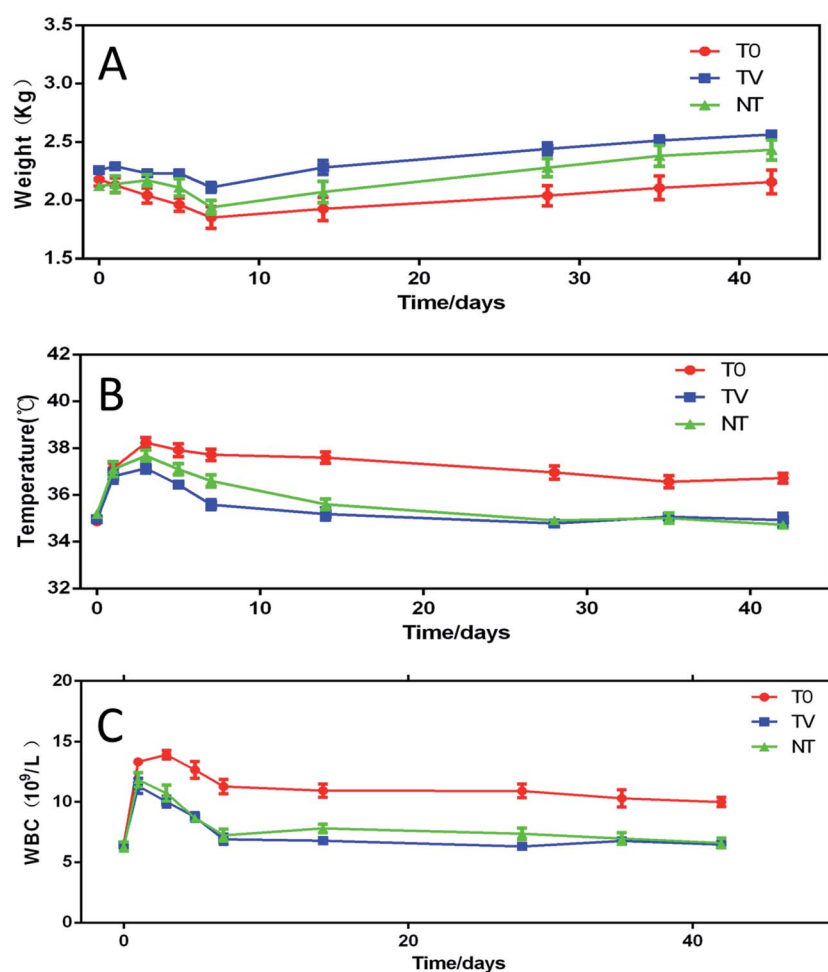 3.5
A
T0
TV
NT
3.0
2.5
2.0
1.5
Weight (Kg)
0 10 20 30 40
Time/days
42
B
T0
TV
NT
40
38
36
34
32
Temperature(℃)
0 10 20 30 40
Time/days
20
C
T0
TV
NT
15
10
5
0
WBC (10⁹/L)
0 20 40
Time/days